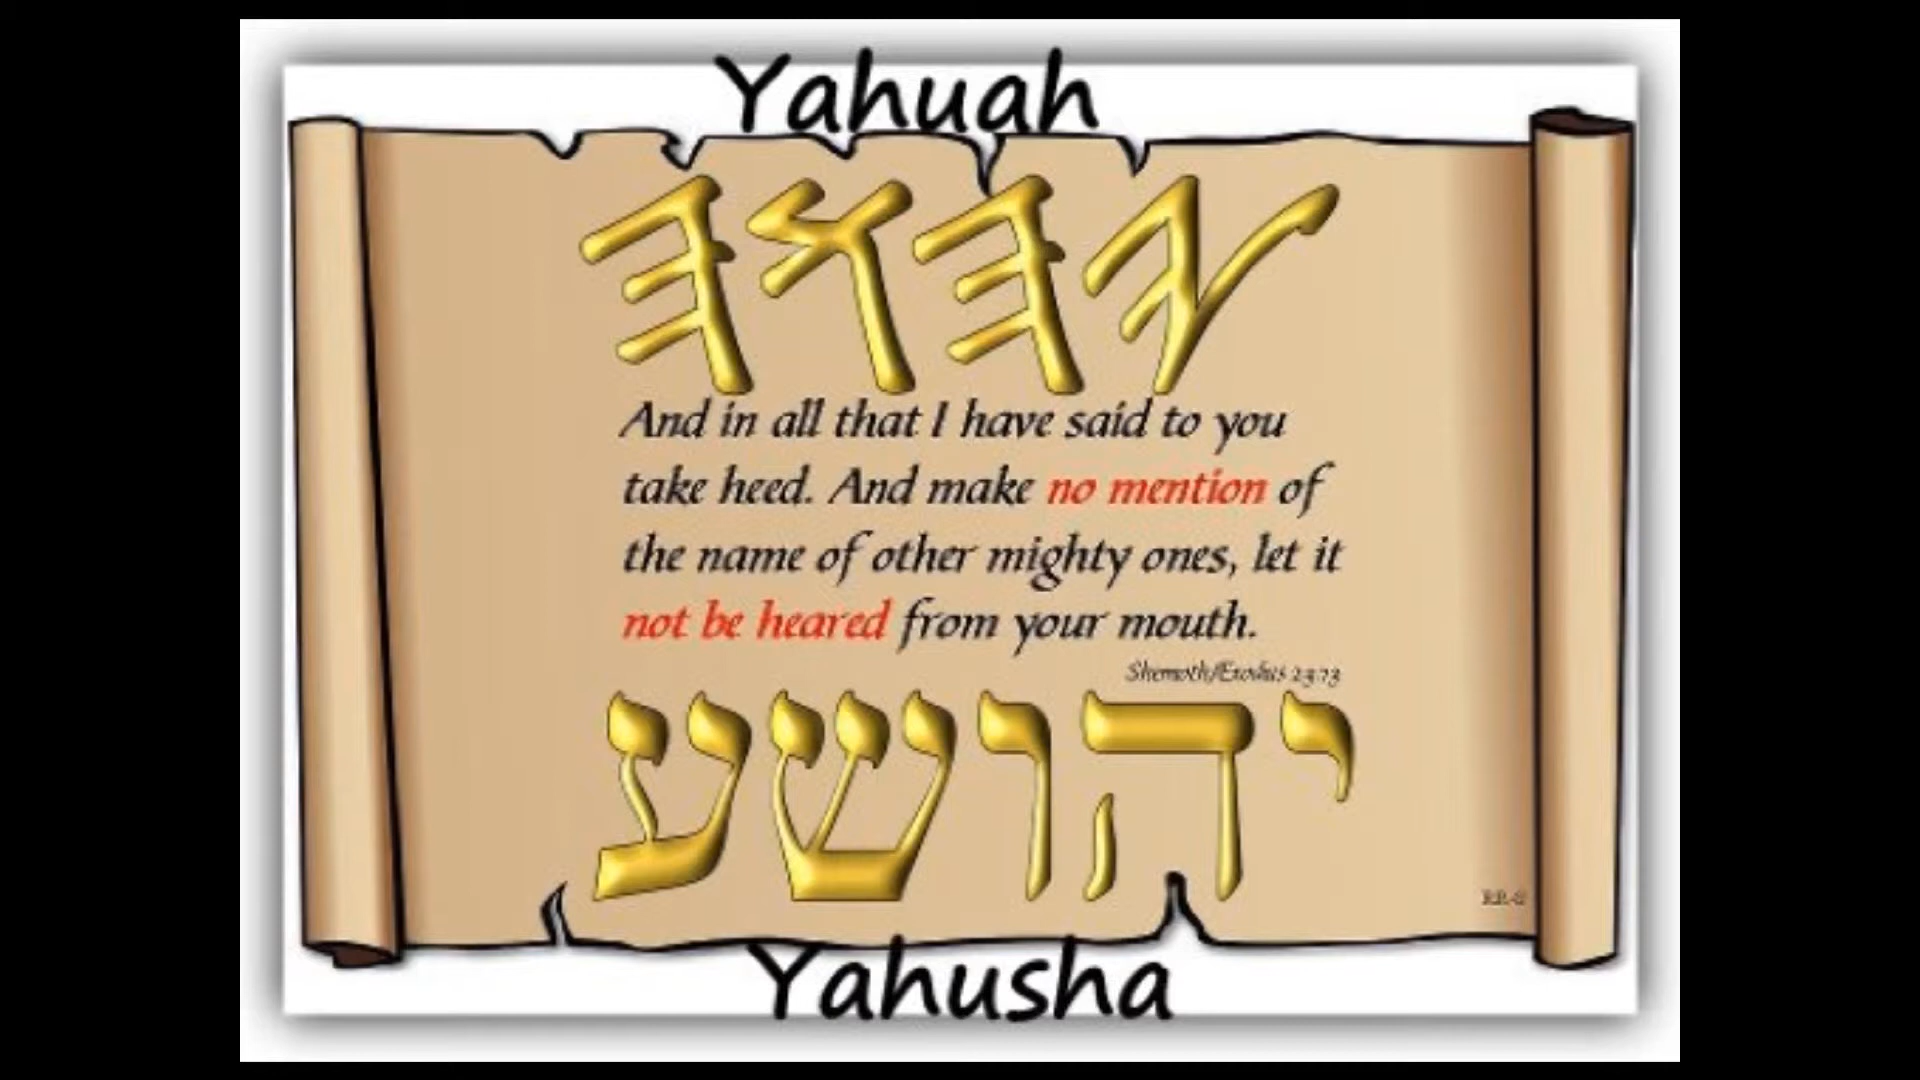 Yahuah
𐤉𐤄𐤅𐤄
And in all that I have said to you
take heed. And make no mention of
the name of other mighty ones, let it
not be heared from your mouth.
Shemoth/Exodus 23:13
יהושע
Yahusha